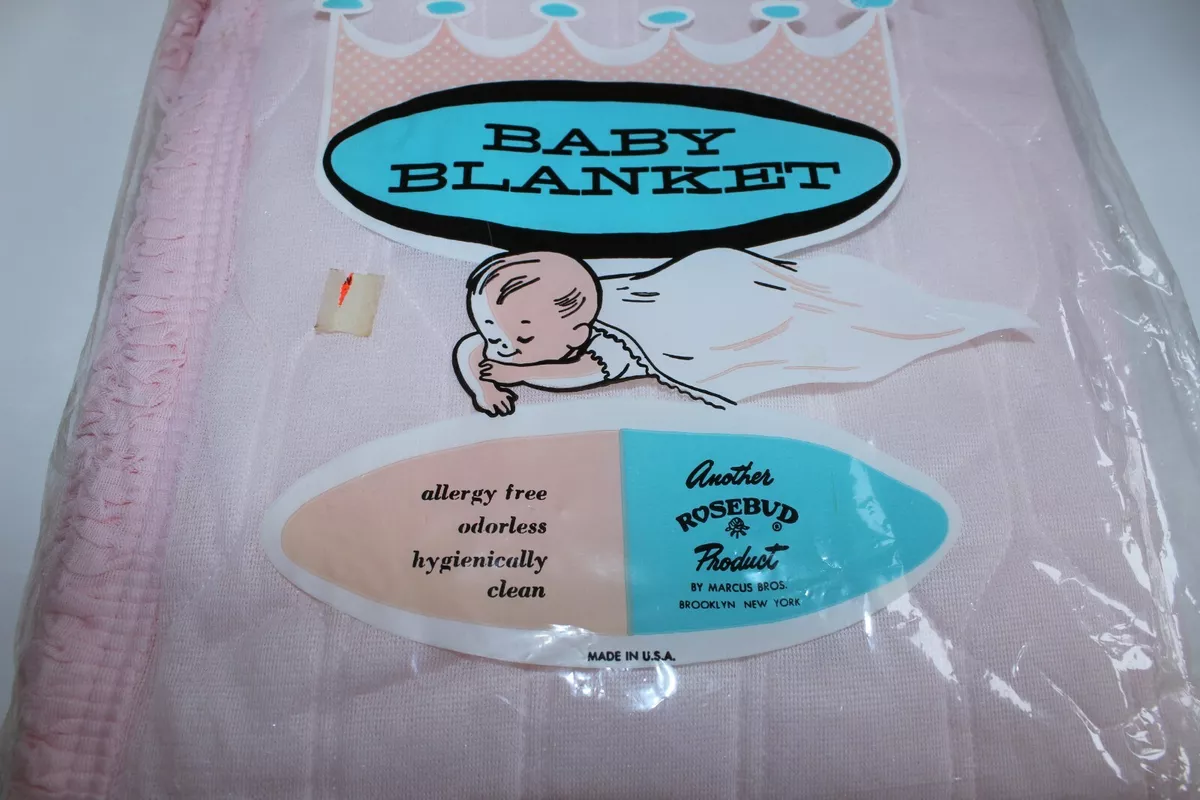 BABY
BLANKET
allergy free
odorless
hygienically
clean
Another
ROSEBUD
®
Product
BY MARCUS BROS.
BROOKLYN NEW YORK
MADE IN U.S.A.